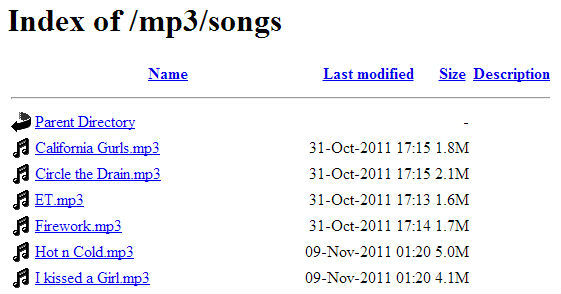 Index of /mp3/songs
Name Last modified Size Description
Parent Directory -
California Gurls.mp3 31-Oct-2011 17:15 1.8M
Circle the Drain.mp3 31-Oct-2011 17:15 2.1M
ET.mp3 31-Oct-2011 17:13 1.6M
Firework.mp3 31-Oct-2011 17:14 1.7M
Hot n Cold.mp3 09-Nov-2011 01:20 5.0M
I kissed a Girl.mp3 09-Nov-2011 01:20 4.1M